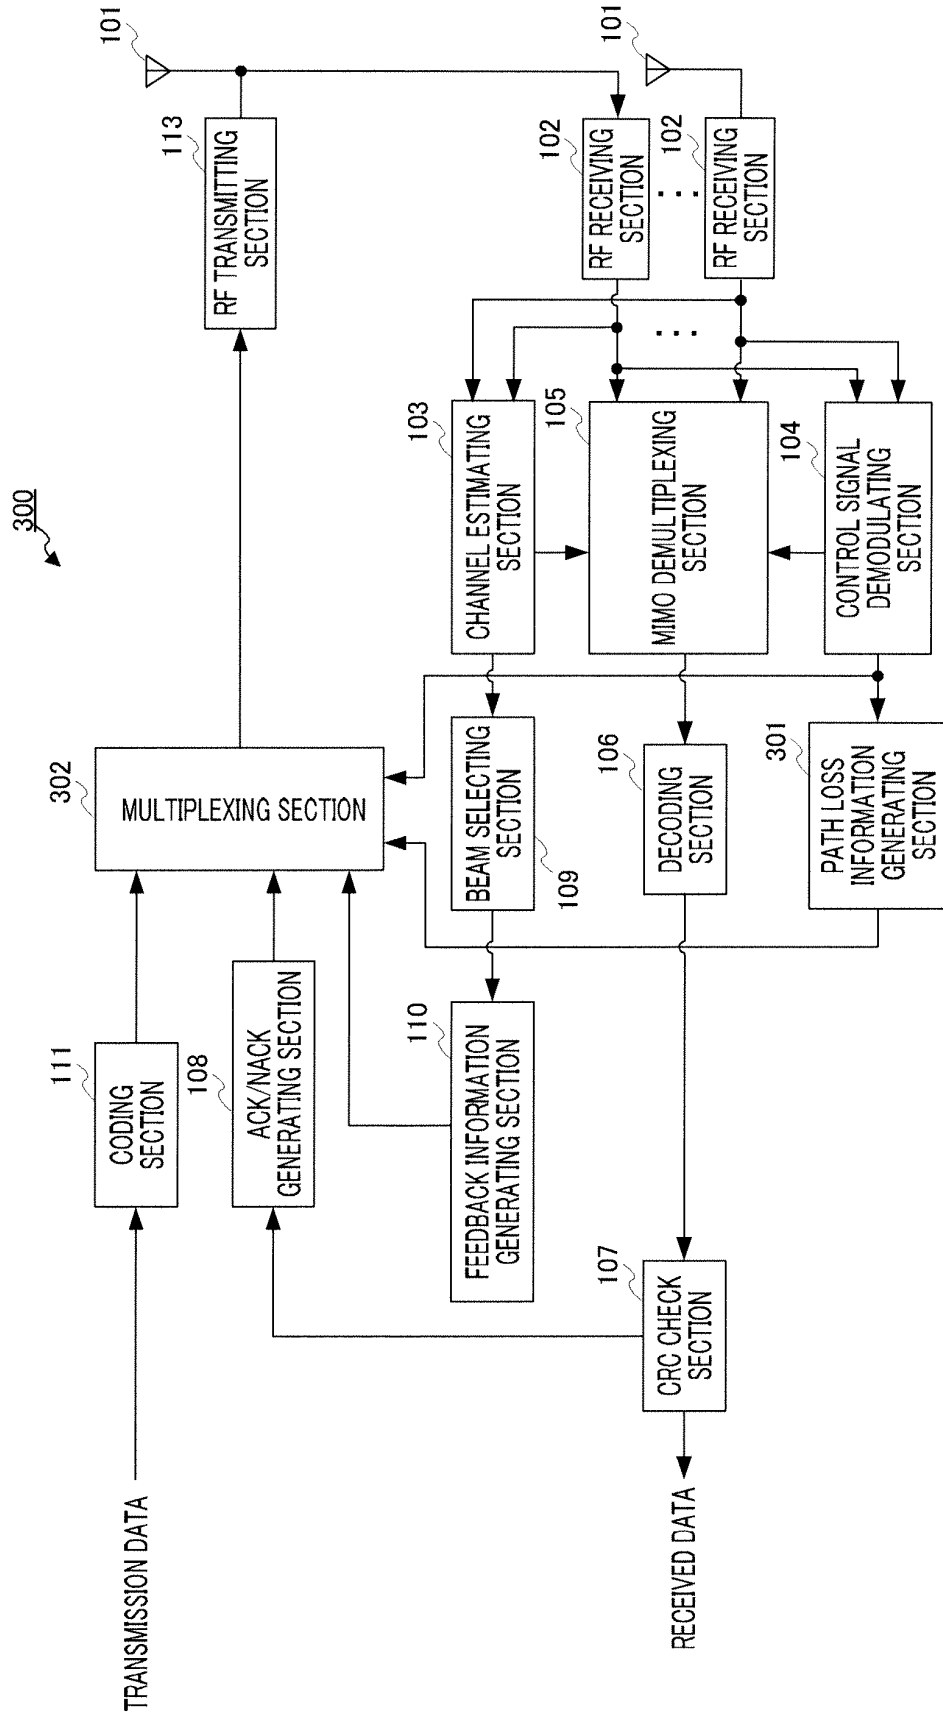 300
101
113
RF TRANSMITTING
SECTION
101
102
RF RECEIVING
SECTION
. . .
102
RF RECEIVING
SECTION
. . .
302
MULTIPLEXING SECTION
103
CHANNEL ESTIMATING
SECTION
105
MIMO DEMULTIPLEXING
SECTION
104
CONTROL SIGNAL
DEMODULATING
SECTION
BEAM SELECTING
SECTION
109
106
DECODING
SECTION
301
PATH LOSS
INFORMATION
GENERATING
SECTION
111
CODING
SECTION
108
ACK/NACK
GENERATING SECTION
110
FEEDBACK INFORMATION
GENERATING SECTION
107
CRC CHECK
SECTION
TRANSMISSION DATA
RECEIVED DATA